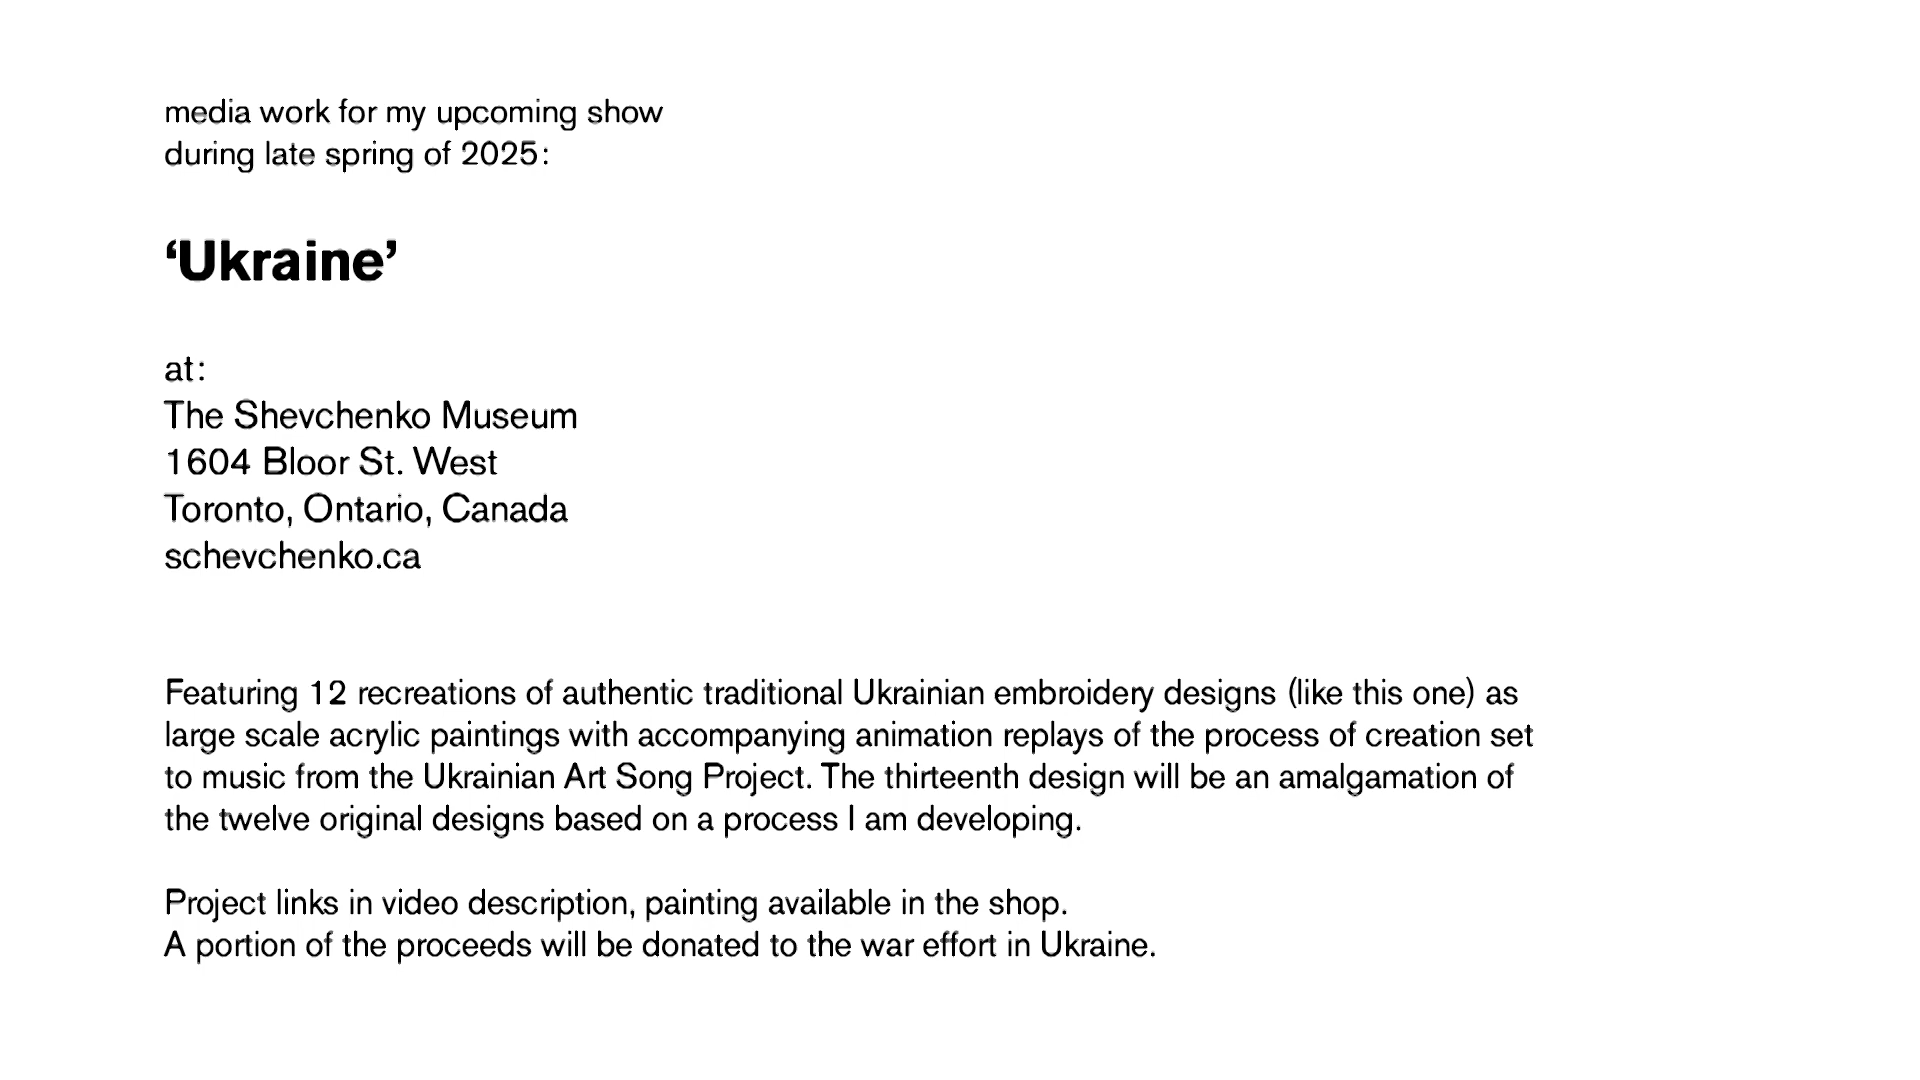 media work for my upcoming show
during late spring of 2025:
‘Ukraine’
at:
The Shevchenko Museum
1604 Bloor St. West
Toronto, Ontario, Canada
schevchenko.ca
Featuring 12 recreations of authentic traditional Ukrainian embroidery designs (like this one) as
large scale acrylic paintings with accompanying animation replays of the process of creation set
to music from the Ukrainian Art Song Project. The thirteenth design will be an amalgamation of
the twelve original designs based on a process I am developing.
Project links in video description, painting available in the shop.
A portion of the proceeds will be donated to the war effort in Ukraine.